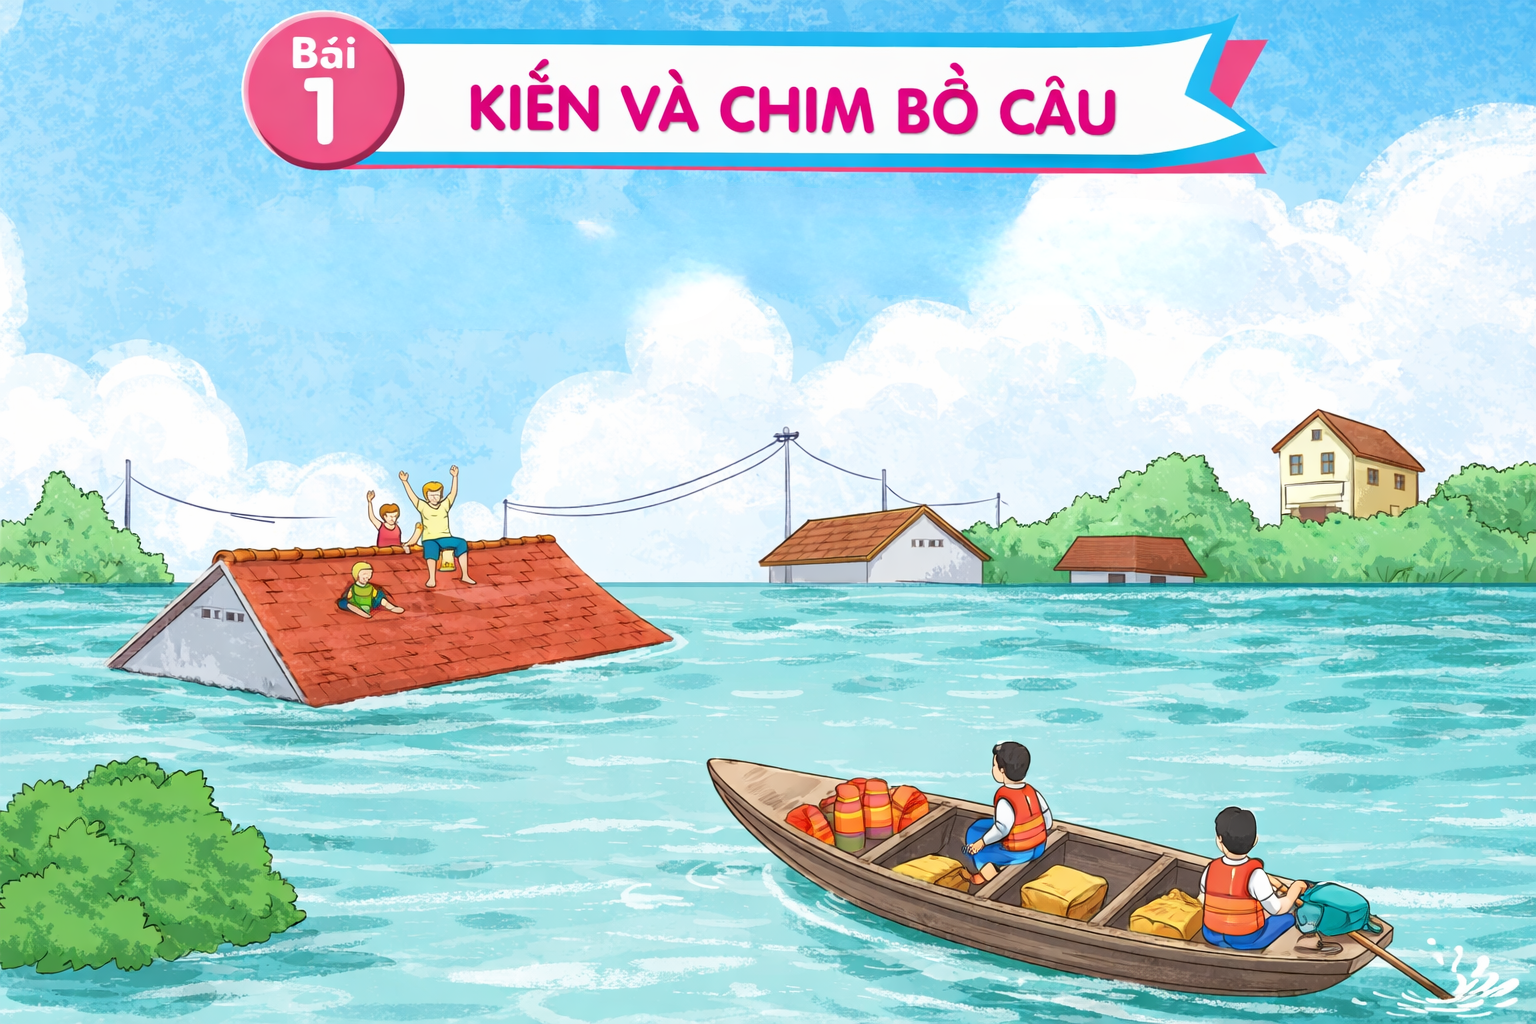 Bái
1
KIẾN VÀ CHIM BỒ CÂU